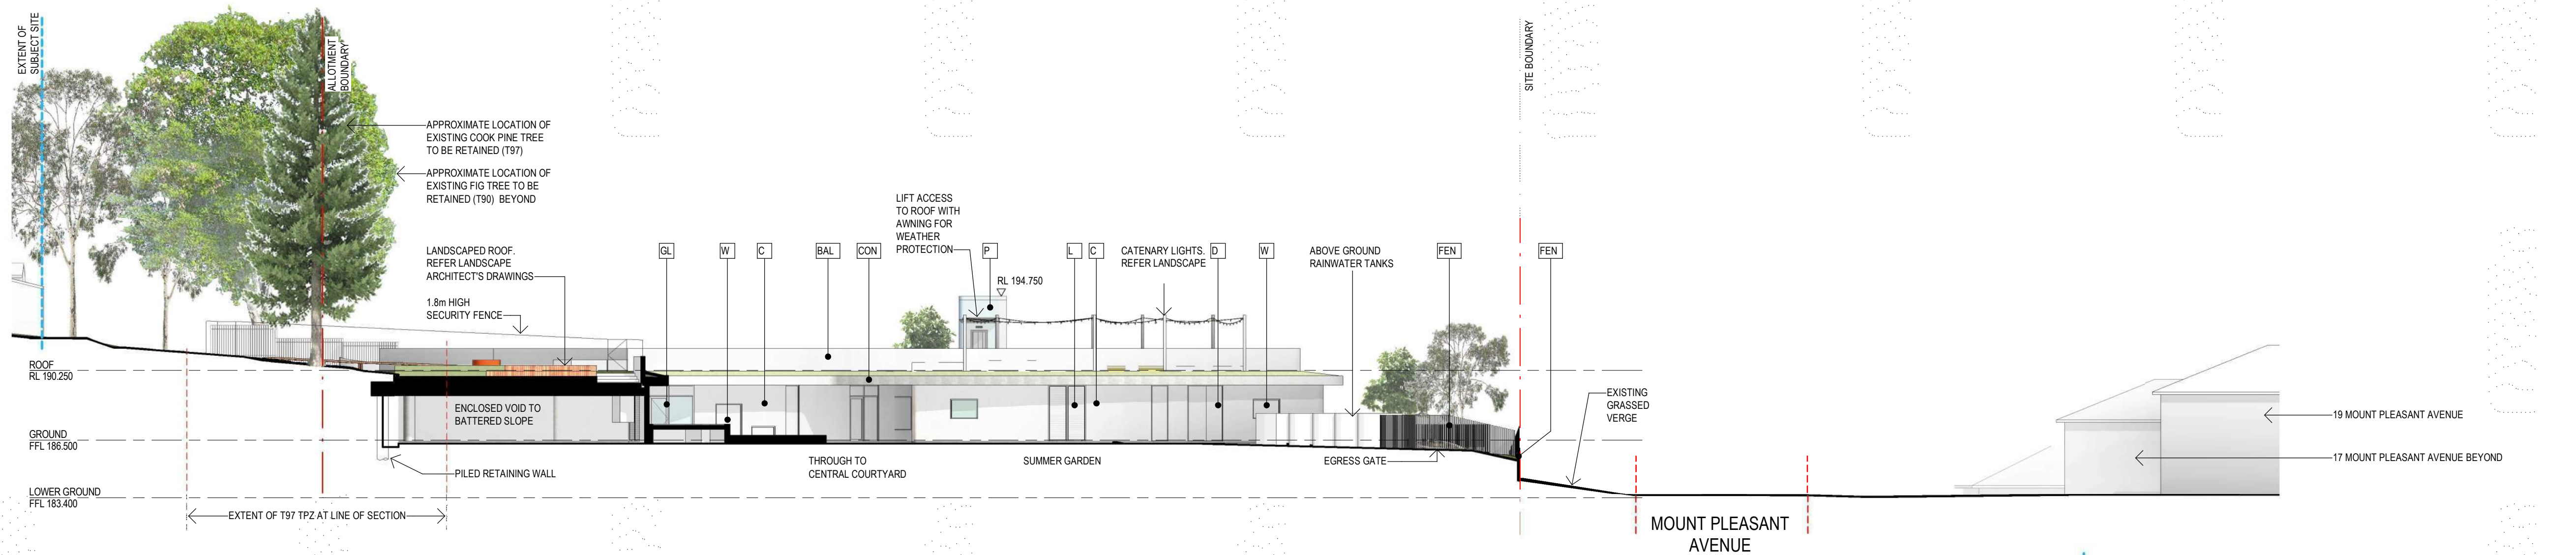 EXTENT OF
SUBJECT SITE
ALLOTMENT
BOUNDARY
SITE BOUNDARY
APPROXIMATE LOCATION OF
EXISTING COOK PINE TREE
TO BE RETAINED (T97)
APPROXIMATE LOCATION OF
EXISTING FIG TREE TO BE
RETAINED (T90) BEYOND
LIFT ACCESS
TO ROOF WITH
AWNING FOR
WEATHER
PROTECTION
LANDSCAPED ROOF.
REFER LANDSCAPE
ARCHITECT'S DRAWINGS
1.8m HIGH
SECURITY FENCE
GL
W
C
BAL
CON
P
RL 194.750
L
C
CATENARY LIGHTS.
REFER LANDSCAPE
D
W
ABOVE GROUND
RAINWATER TANKS
FEN
FEN
ROOF
RL 190.250
ENCLOSED VOID TO
BATTERED SLOPE
EXISTING
GRASSED
VERGE
19 MOUNT PLEASANT AVENUE
GROUND
FFL 186.500
17 MOUNT PLEASANT AVENUE BEYOND
PILED RETAINING WALL
THROUGH TO
CENTRAL COURTYARD
SUMMER GARDEN
EGRESS GATE
LOWER GROUND
FFL 183.400
EXTENT OF T97 TPZ AT LINE OF SECTION
MOUNT PLEASANT
AVENUE